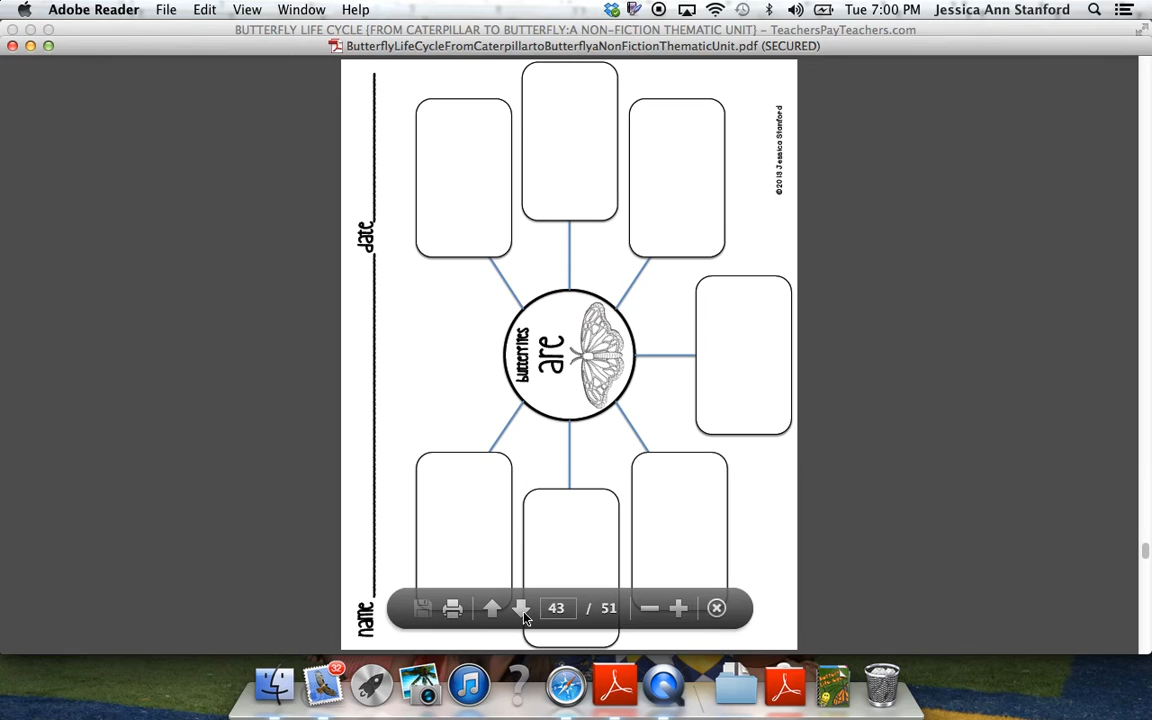 Adobe Reader File Edit View Window Help Tue 7:00 PM Jessica Ann Stanford
BUTTERFLY LIFE CYCLE {FROM CATERPILLAR TO BUTTERFLY: A NON-FICTION THEMATIC UNIT} - TeachersPayTeachers.com
ButterflyLifeCycleFromCaterpillartoButterflyaNonFictionThematicUnit.pdf (SECURED)
name date
butterflies
are
©2013 Jessica Stanford
43 / 51
32